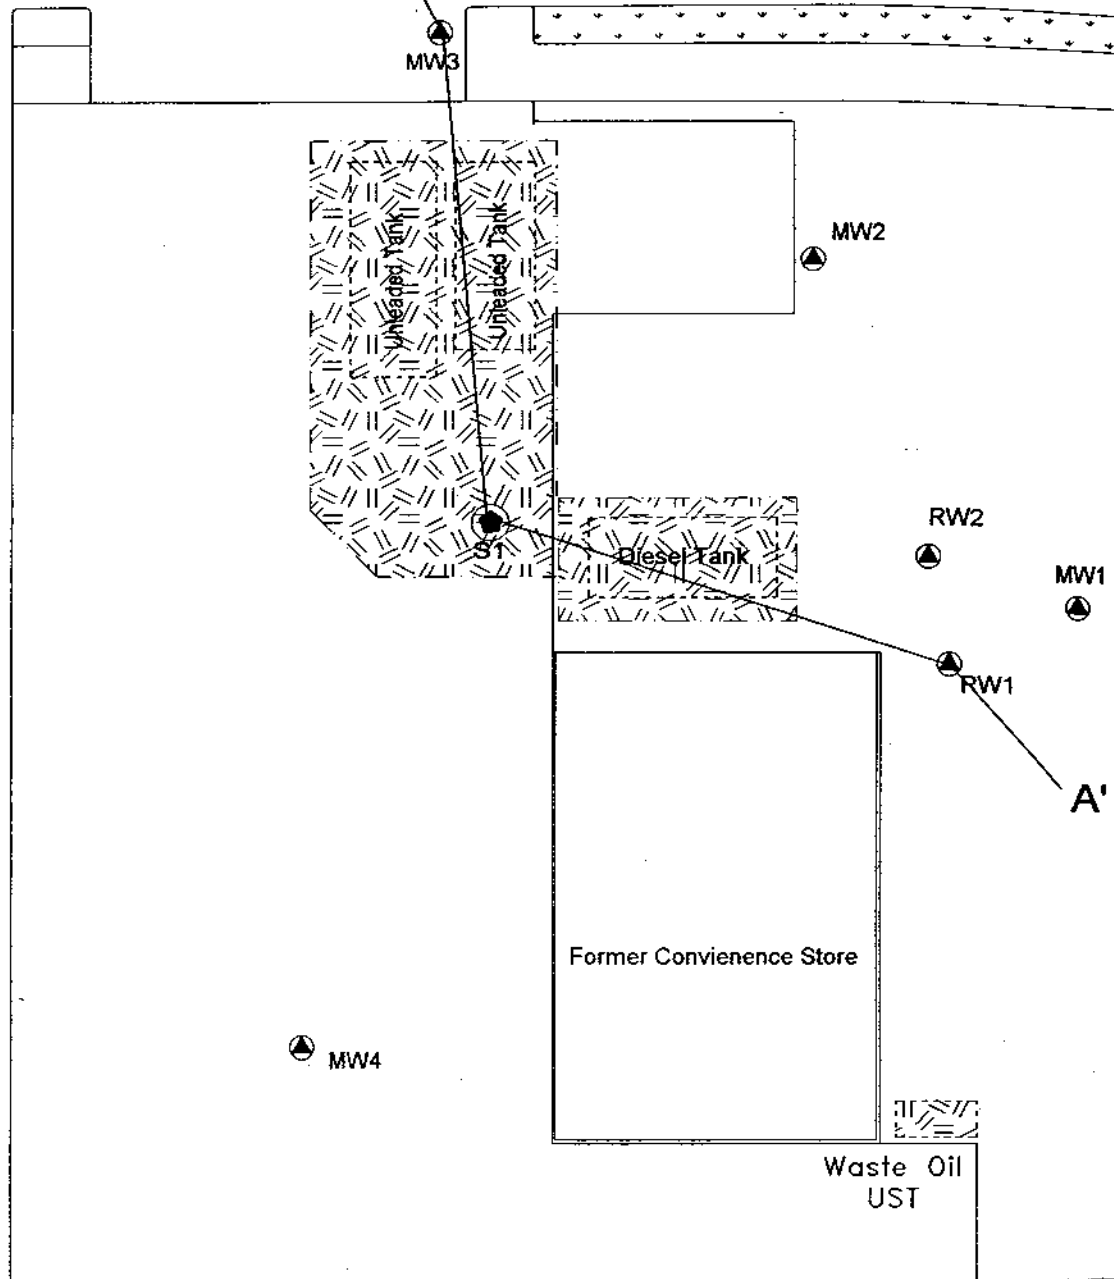 MW3
Unleaded Tank
Unleaded Tank
MW2
RW2
S1
Diesel Tank
MW1
RW1
A'
Former Convienence Store
MW4
Waste Oil
UST